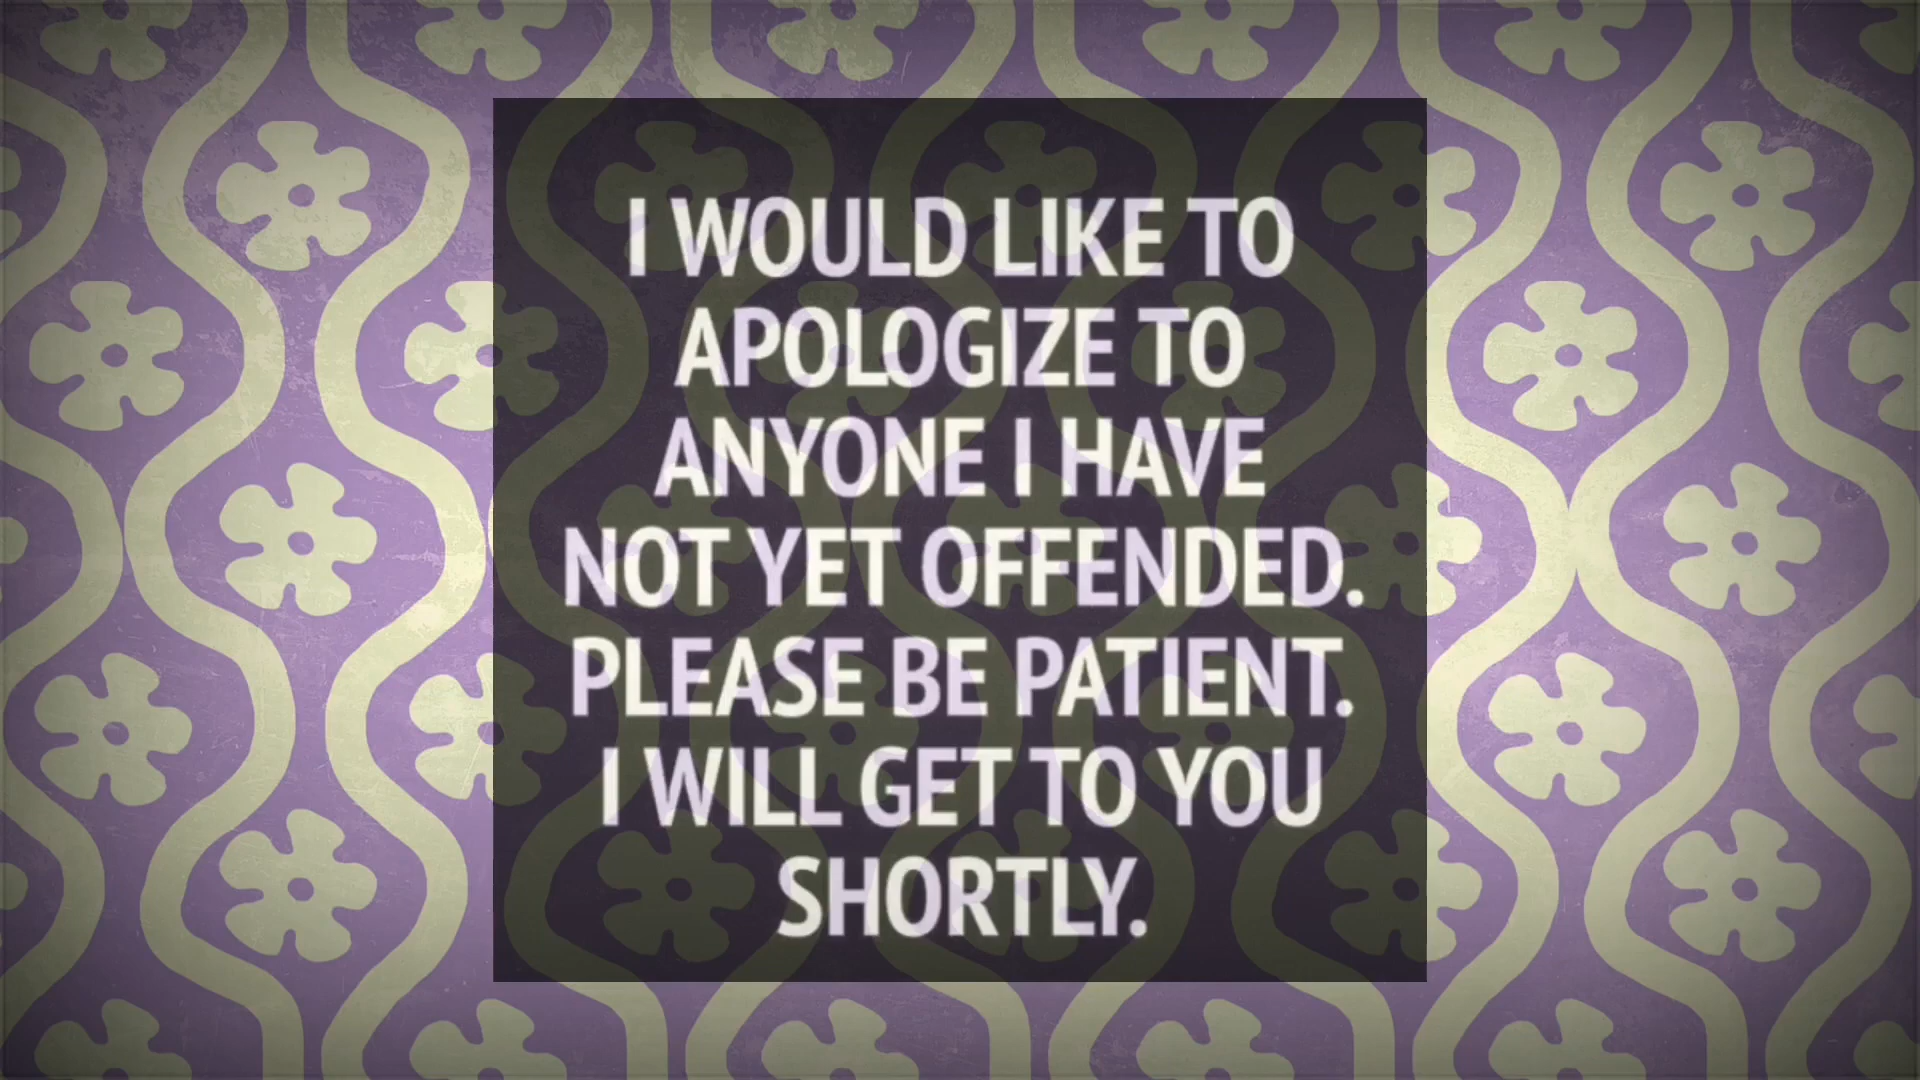 I WOULD LIKE TO
APOLOGIZE TO
ANYONE I HAVE
NOT YET OFFENDED.
PLEASE BE PATIENT.
I WILL GET TO YOU
SHORTLY.